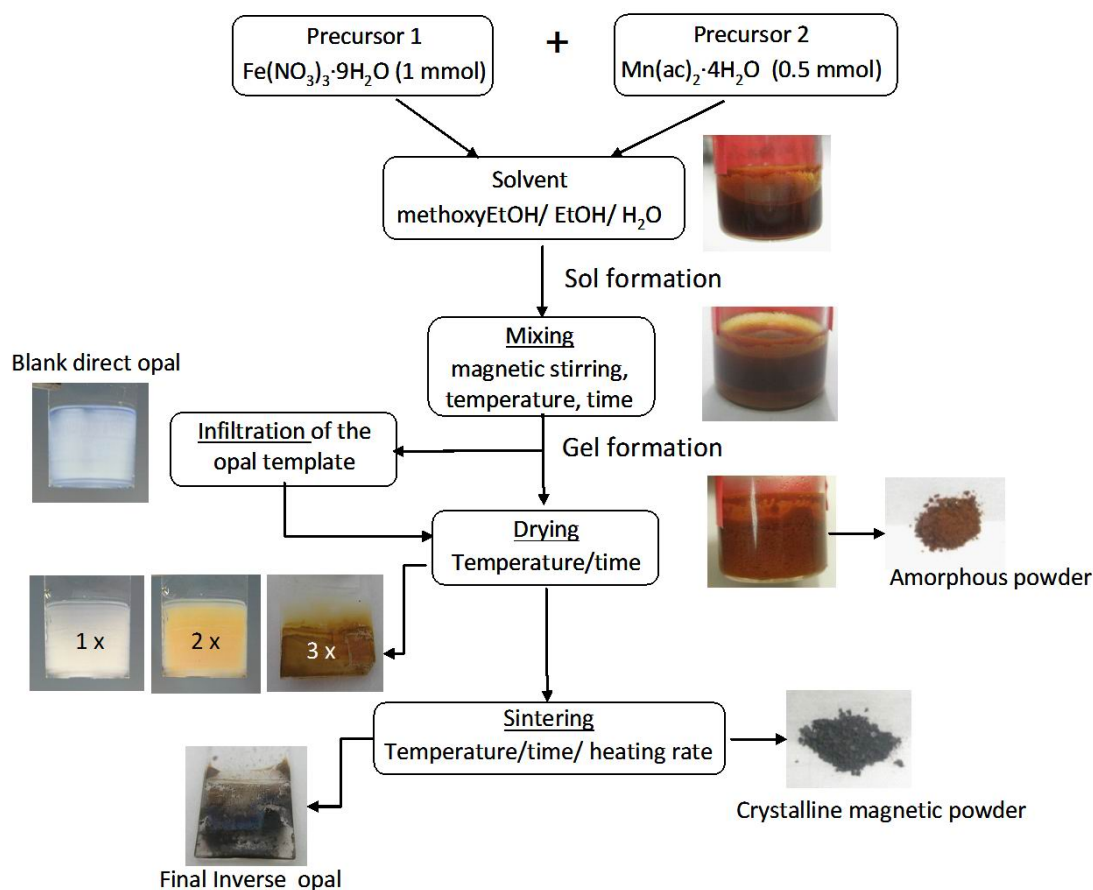 Precursor 1
Fe(NO₃)₃·9H₂O (1 mmol)
+
Precursor 2
Mn(ac)₂·4H₂O (0.5 mmol)
Solvent
methoxyEtOH/ EtOH/ H₂O
Sol formation
Mixing
magnetic stirring,
temperature, time
Blank direct opal
Infiltration of the
opal template
Gel formation
Drying
Temperature/time
Amorphous powder
1 x
2 x
3 x
Sintering
Temperature/time/ heating rate
Crystalline magnetic powder
Final Inverse opal